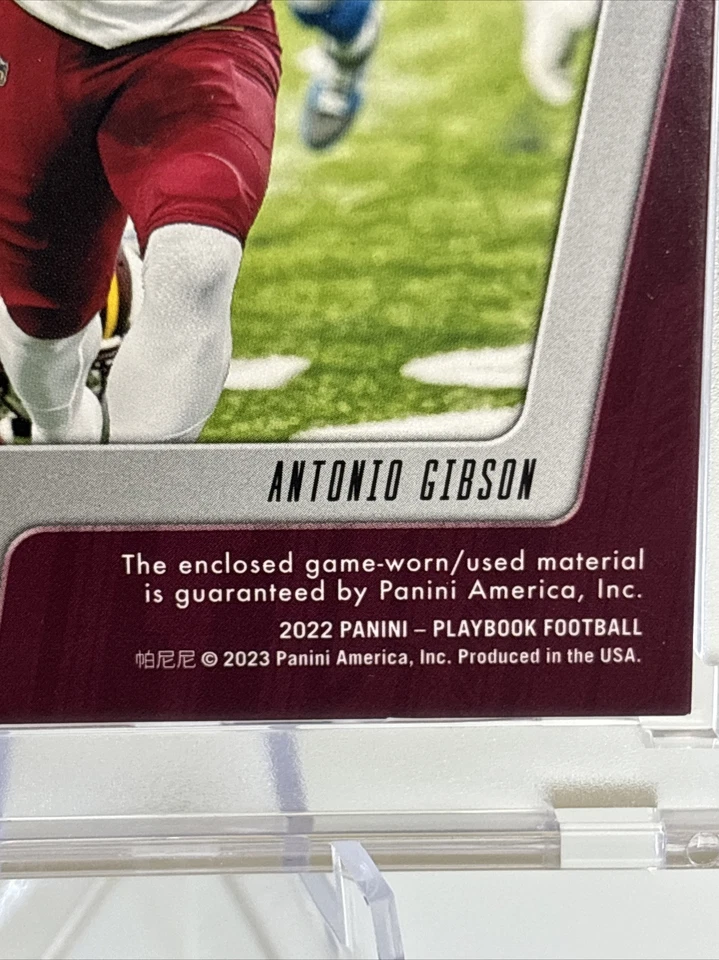 ANTONIO GIBSON
The enclosed game-worn/used material
is guaranteed by Panini America, Inc.
2022 PANINI – PLAYBOOK FOOTBALL
帕尼尼 © 2023 Panini America, Inc. Produced in the USA.